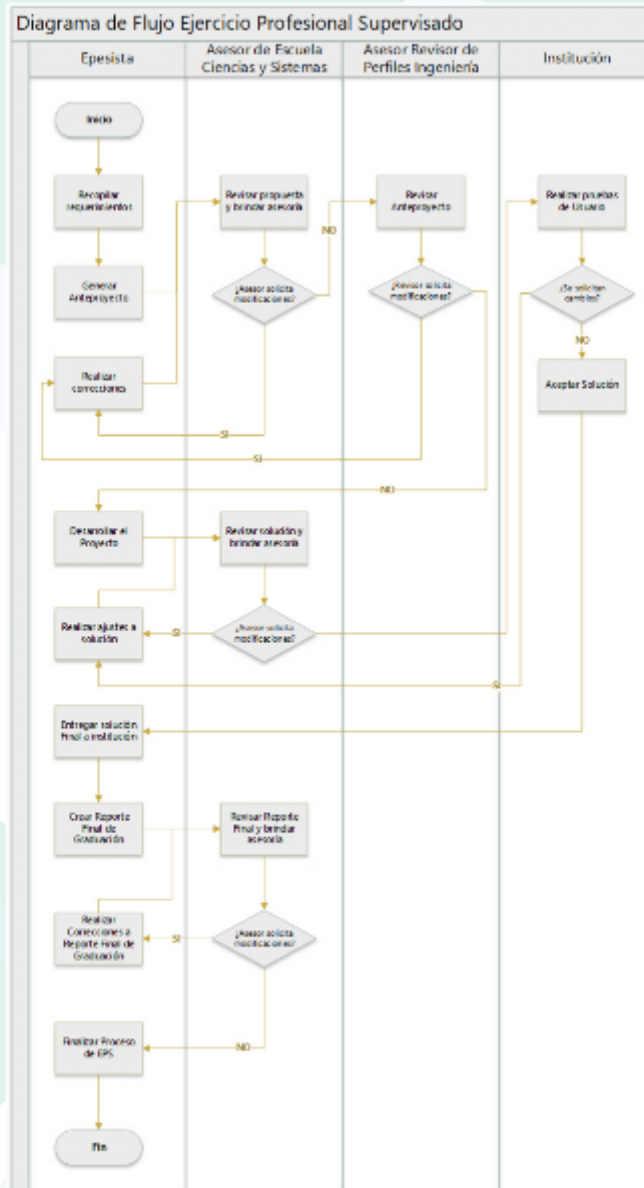 Diagrama de Flujo Ejercicio Profesional Supervisado
Epesista
Asesor de Escuela
Ciencias y Sistemas
Asesor Revisor de
Perfiles Ingeniería
Institución
Inicio
Recopilar
requerimientos
Revisar propuesta
y brindar asesoría
Revisar
Anteproyecto
Realizar pruebas
de Usuario
NO
Generar
Anteproyecto
¿Asesor solicita
modificaciones?
¿Revisor solicita
modificaciones?
¿Se solicitan
cambios?
NO
Realizar
correcciones
Aceptar Solución
SI
SI
NO
Desarrollar el
Proyecto
Revisar solución y
brindar asesoría
Realizar ajustes a
solución
SI
¿Asesor solicita
modificaciones?
SI
Entregar solución
Final a institución
Crear Reporte
Final de
Graduación
Revisar Reporte
Final y brindar
asesoría
Realizar
Correcciones a
Reporte Final de
Graduación
SI
¿Asesor solicita
modificaciones?
Finalizar Proceso
de EPS
NO
Fin